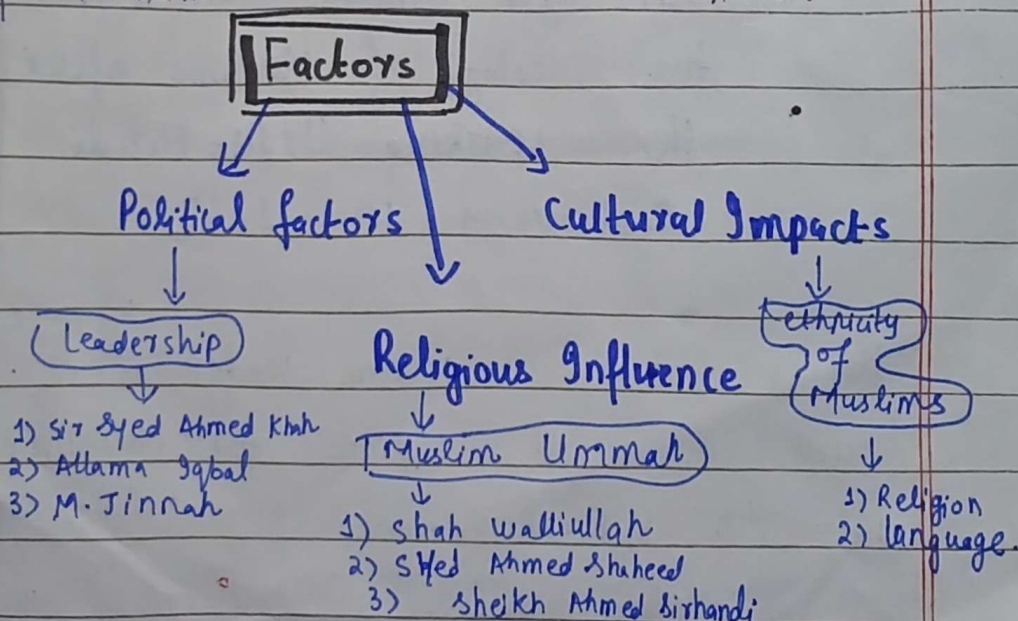 Factors
Political factors
Cultural Impacts
Leadership
1) Sir Syed Ahmed Khan
2) Allama Iqbal
3) M. Jinnah
Religious Influence
Muslim Ummah
1) Shah Walliullah
2) Syed Ahmed Shaheed
3) Sheikh Ahmed Sirhandi
ethnicity
of
Muslims
1) Religion
2) language.